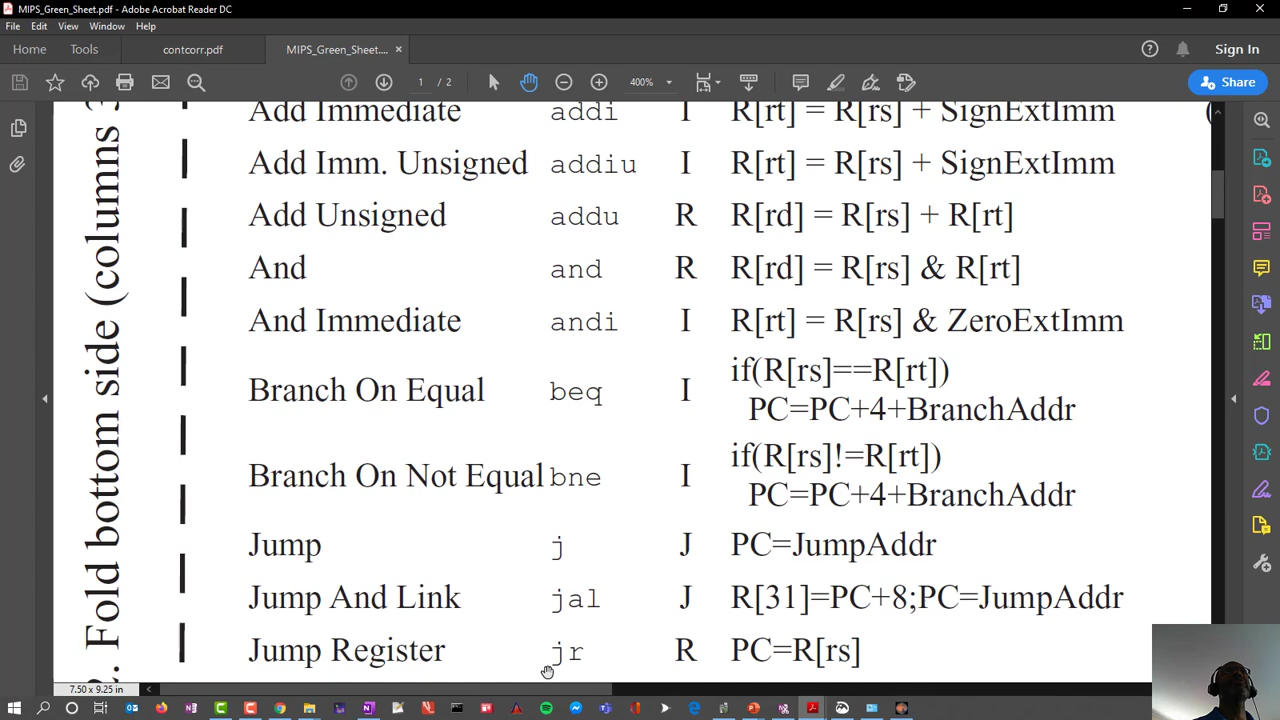 MIPS_Green_Sheet.pdf - Adobe Acrobat Reader DC
File Edit View Window Help
Home Tools contcorr.pdf MIPS_Green_Sheet.... × Sign In
1 / 2 400% Share
Add Immediate addi I R[rt] = R[rs] + SignExtImm (
Add Imm. Unsigned addiu I R[rt] = R[rs] + SignExtImm
Add Unsigned addu R R[rd] = R[rs] + R[rt]
And and R R[rd] = R[rs] & R[rt]
And Immediate andi I R[rt] = R[rs] & ZeroExtImm
Branch On Equal beq I if(R[rs]==R[rt])
PC=PC+4+BranchAddr
Branch On Not Equal bne I if(R[rs]!=R[rt])
PC=PC+4+BranchAddr
Jump j J PC=JumpAddr
Jump And Link jal J R[31]=PC+8;PC=JumpAddr
Jump Register jr R PC=R[rs]
2. Fold bottom side (columns 3
7.50 x 9.25 in